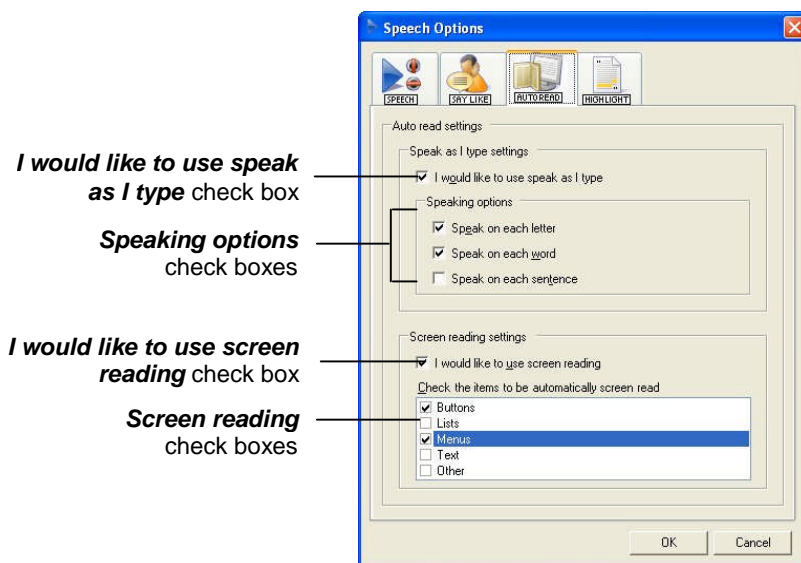 Speech Options
SPEECH
SAY LIKE
AUTOREAD
HIGHLIGHT
Auto read settings
Speak as I type settings
I would like to use speak
as I type check box
I would like to use speak as I type
Speaking options
Speaking options
check boxes
Speak on each letter
Speak on each word
Speak on each sentence
Screen reading settings
I would like to use screen
reading check box
I would like to use screen reading
Check the items to be automatically screen read
Screen reading
check boxes
Buttons
Lists
Menus
Text
Other
OK
Cancel